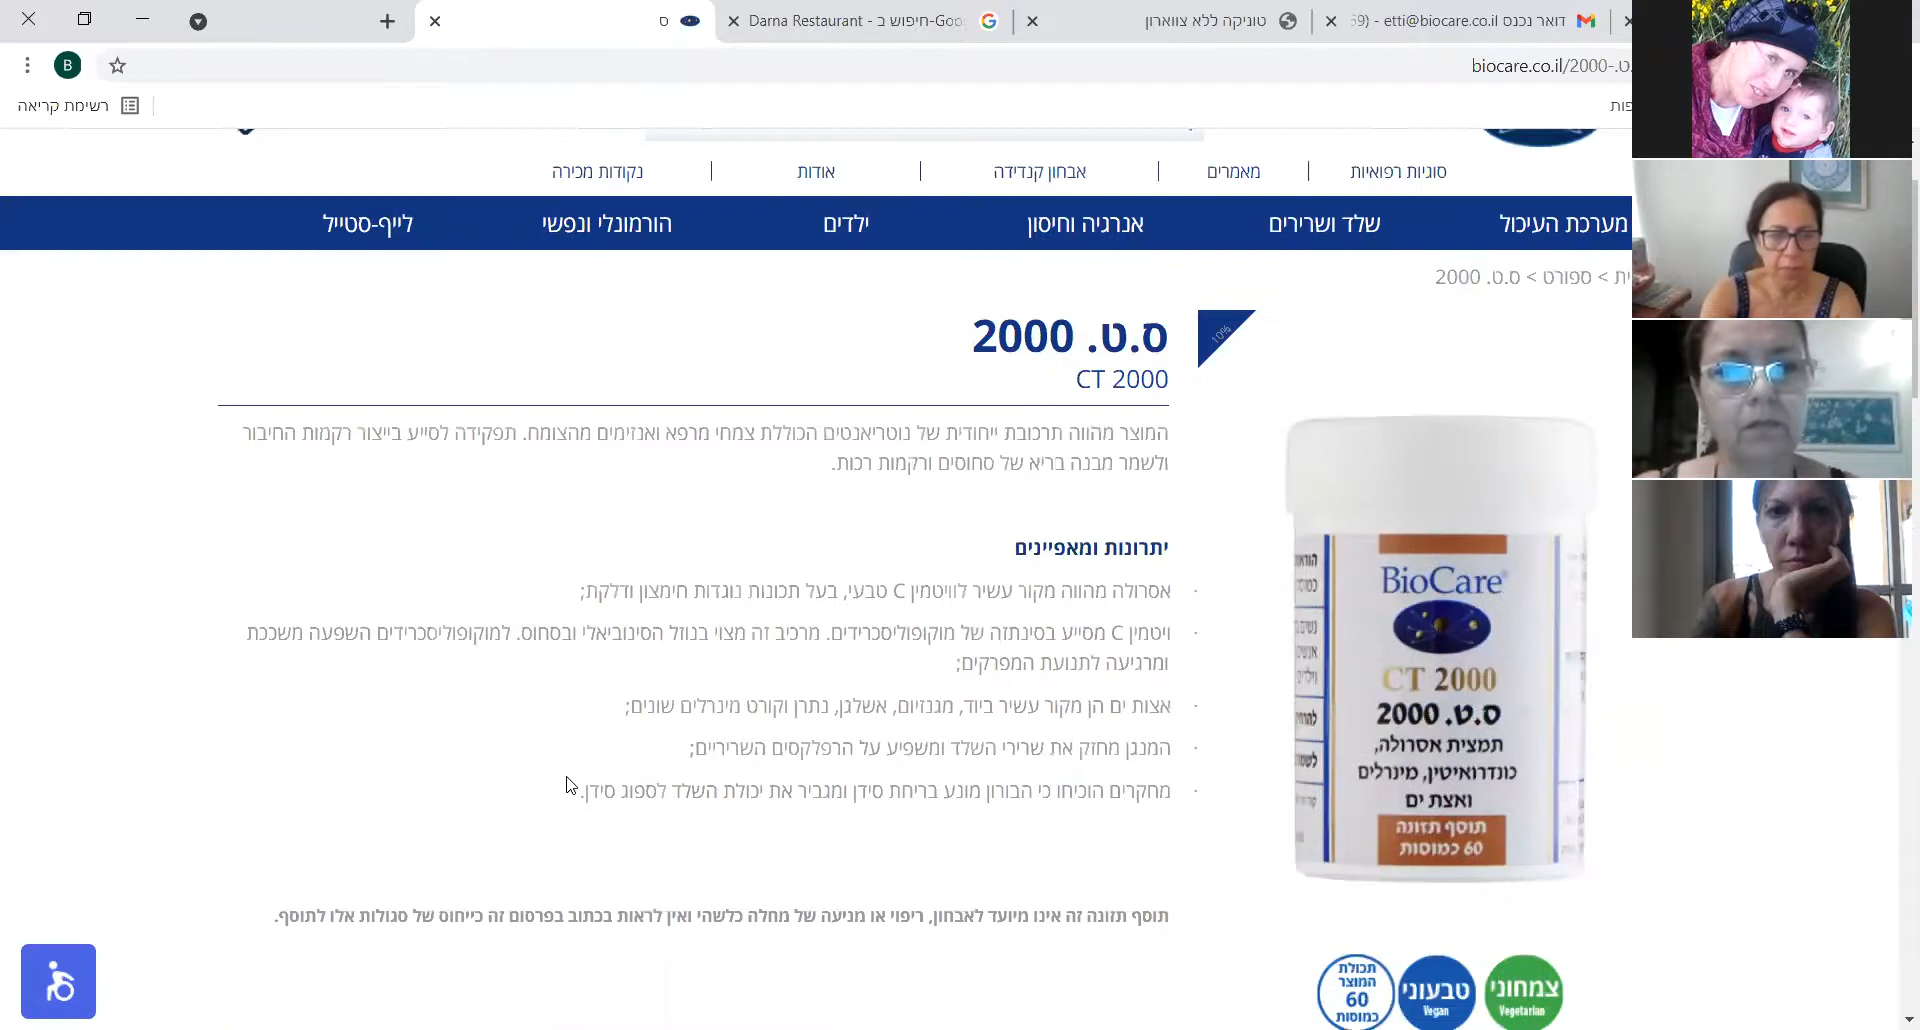 ס
Darna Restaurant - חיפוש ב-Goo
טוניקה ללא צווארון
דואר נכנס etti@biocare.co.il - (59
B
biocare.co.il/2000-.ט.
רשימת קריאה
סוגיות רפואיות
מאמרים
אבחון קנדידה
אודות
נקודות מכירה
מערכת העיכול
שלד ושרירים
אנרגיה וחיסון
ילדים
הורמונלי ונפשי
לייף-סטייל
ית > ספורט > ס.ט. 2000
10%
ס.ט. 2000
CT 2000
המוצר מהווה תרכובת ייחודית של נוטריאנטים הכוללת צמחי מרפא ואנזימים מהצומח. תפקידה לסייע בייצור רקמות החיבור
ולשמר מבנה בריא של סחוסים ורקמות רכות.
יתרונות ומאפיינים
· אסרולה מהווה מקור עשיר לוויטמין C טבעי, בעל תכונות נוגדות חימצון ודלקת;
· ויטמין C מסייע בסינתזה של מוקופוליסכרידים. מרכיב זה מצוי בנוזל הסינוביאלי ובסחוס. למוקופוליסכרידים השפעה משככת
ומרגיעה לתנועת המפרקים;
· אצות ים הן מקור עשיר ביוד, מגנזיום, אשלגן, נתרן וקורט מינרלים שונים;
· המנגן מחזק את שרירי השלד ומשפיע על הרפלקסים השריריים;
· מחקרים הוכיחו כי הבורון מונע בריחת סידן ומגביר את יכולת השלד לספוג סידן.
תוסף תזונה זה אינו מיועד לאבחון, ריפוי או מניעה של מחלה כלשהי ואין לראות בכתוב בפרסום זה כייחוס של סגולות אלו לתוסף.
BioCare®
CT 2000
ס.ט. 2000
תמצית אסרולה,
כונדרואיטין, מינרלים
ואצת ים
תוסף תזונה
60 כמוסות
צמחוני
Vegetarian
טבעוני
Vegan
תכולת
המוצר
60
כמוסות